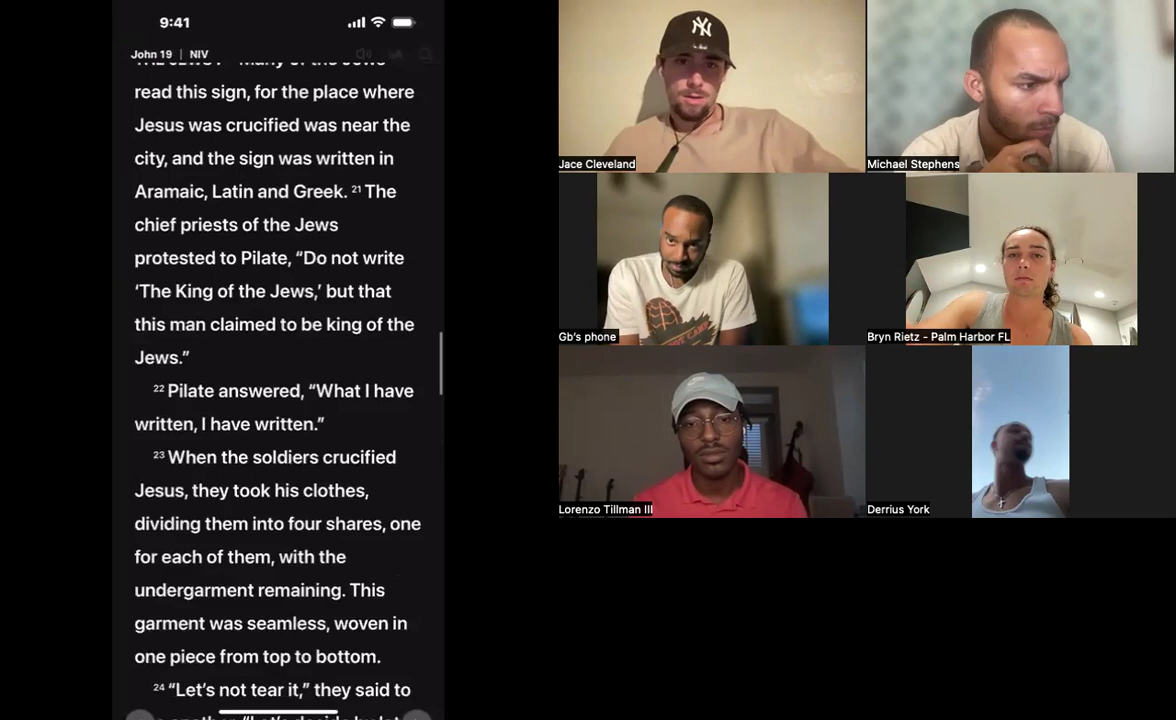 9:41
John 19 | NIV
read this sign, for the place where
Jesus was crucified was near the
city, and the sign was written in
Aramaic, Latin and Greek. 21 The
chief priests of the Jews
protested to Pilate, “Do not write
‘The King of the Jews,’ but that
this man claimed to be king of the
Jews.”
22 Pilate answered, “What I have
written, I have written.”
23 When the soldiers crucified
Jesus, they took his clothes,
dividing them into four shares, one
for each of them, with the
undergarment remaining. This
garment was seamless, woven in
one piece from top to bottom.
24 “Let’s not tear it,” they said to
Jace Cleveland
Michael Stephens
Gb's phone
Bryn Rietz - Palm Harbor FL
Lorenzo Tillman III
Derrius York